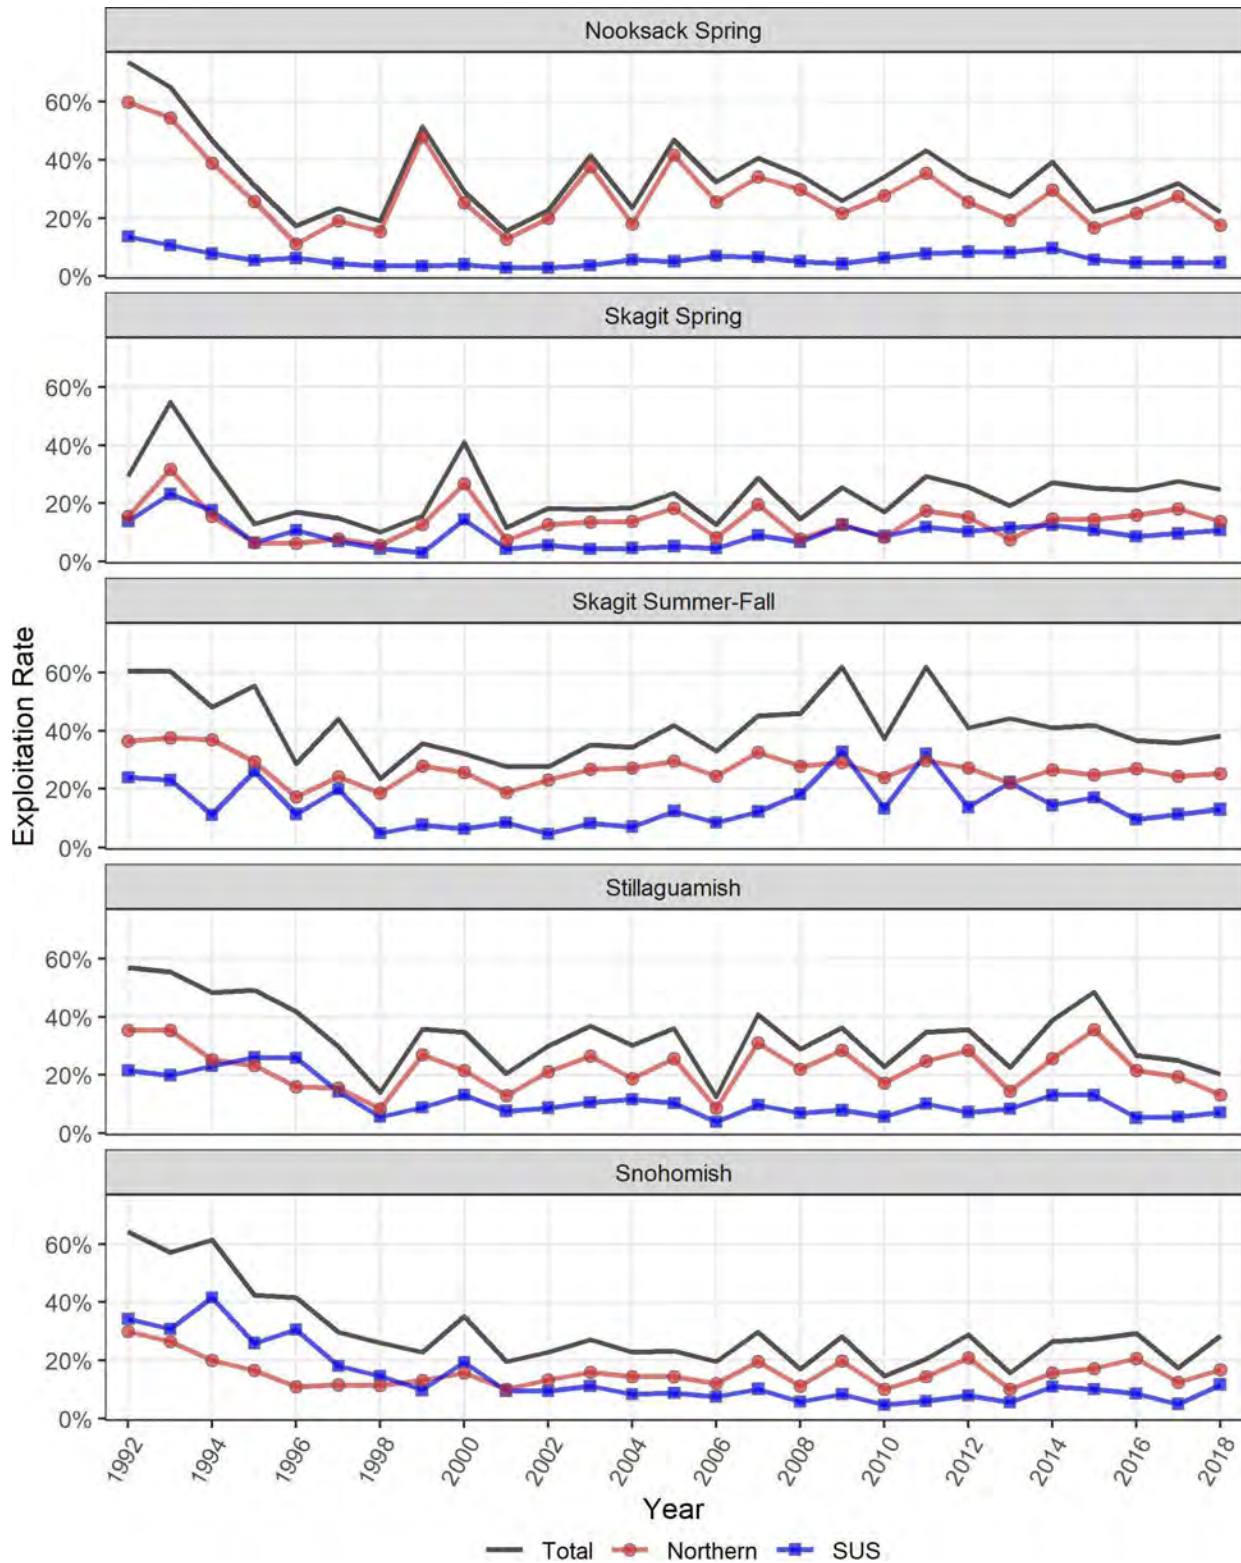 Nooksack Spring
60%
40%
20%
0%
Skagit Spring
60%
40%
20%
0%
Skagit Summer-Fall
60%
40%
20%
0%
Stillaguamish
60%
40%
20%
0%
Snohomish
60%
40%
20%
0%
Exploitation Rate
1992 1994 1996 1998 2000 2002 2004 2006 2008 2010 2012 2014 2016 2018
Year
Total Northern SUS